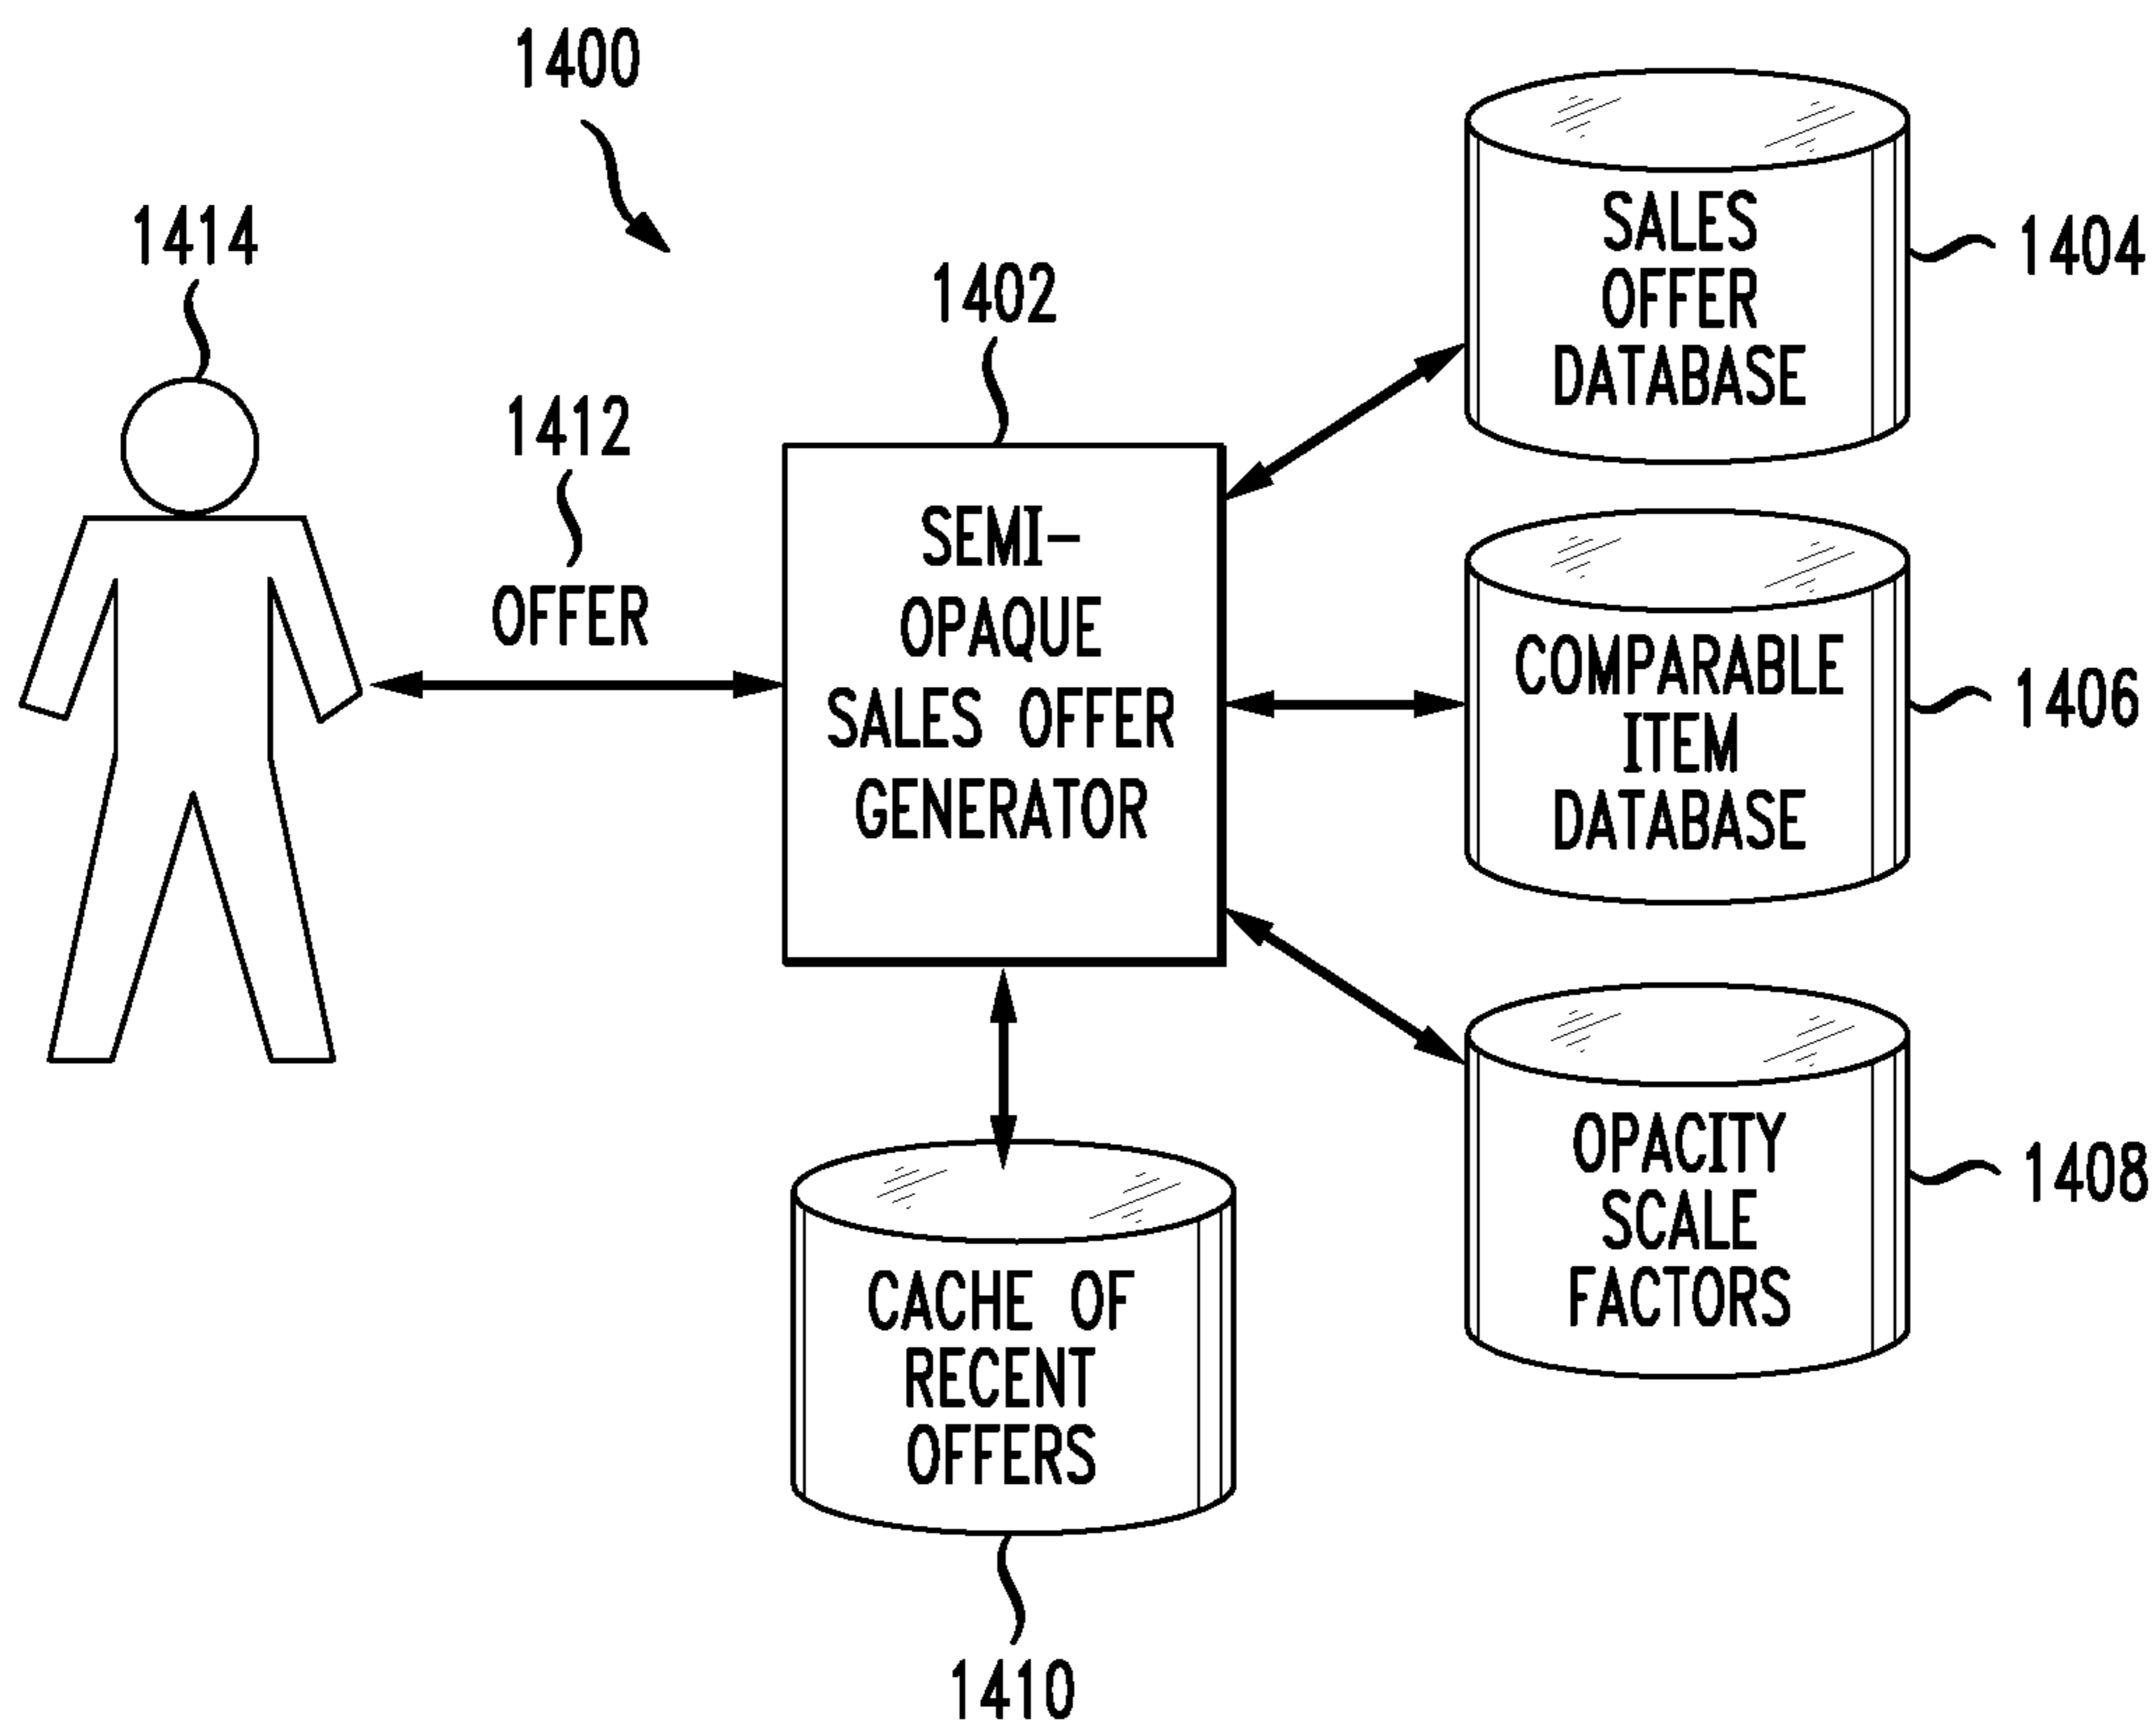 1400
1414
1412
OFFER
1402
SEMI-
OPAQUE
SALES OFFER
GENERATOR
SALES
OFFER
DATABASE
1404
COMPARABLE
ITEM
DATABASE
1406
OPACITY
SCALE
FACTORS
1408
CACHE OF
RECENT
OFFERS
1410